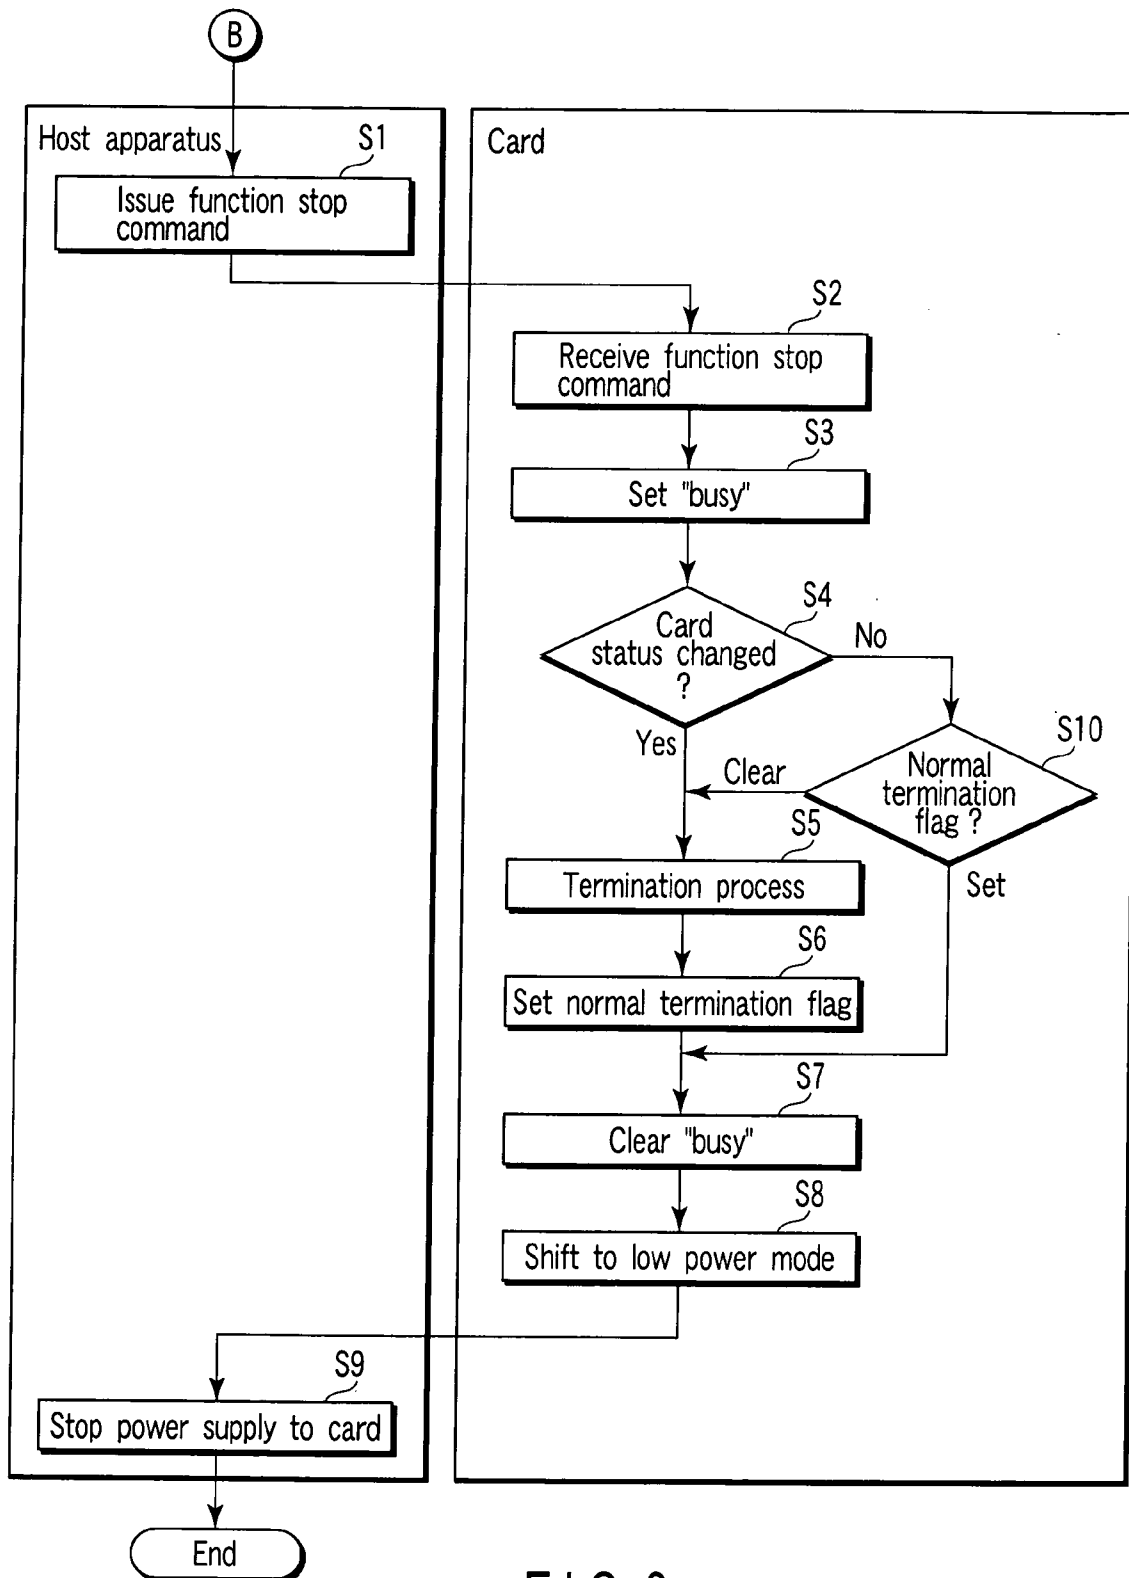 B
Host apparatus
S1
Issue function stop
command
Card
S2
Receive function stop
command
S3
Set "busy"
S4
Card
status changed
?
No
Yes
S10
Normal
termination
flag ?
Clear
Set
S5
Termination process
S6
Set normal termination flag
S7
Clear "busy"
S8
Shift to low power mode
S9
Stop power supply to card
End